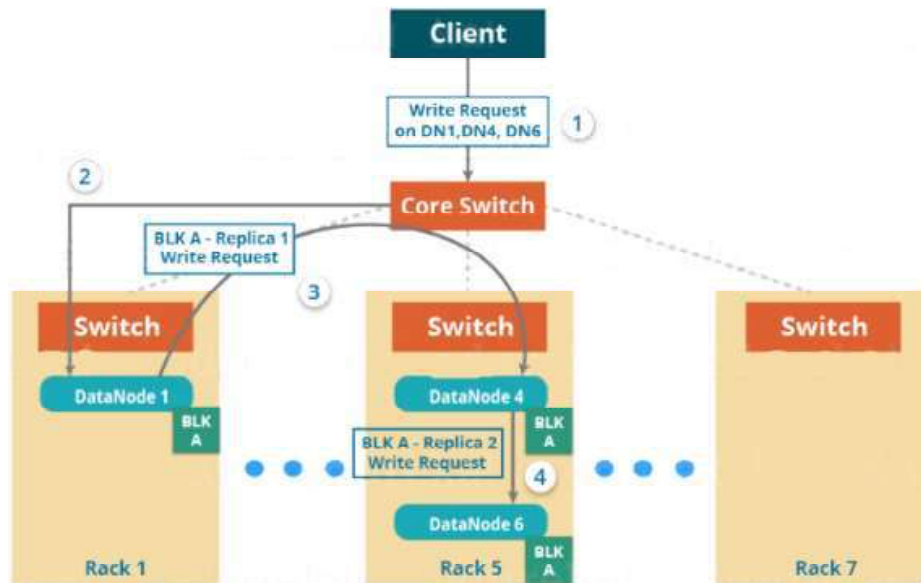 Client
Write Request
on DN1,DN4, DN6
1
2
Core Switch
BLK A - Replica 1
Write Request
3
Switch
Switch
Switch
DataNode 1
DataNode 4
BLK
A
BLK
A
BLK A - Replica 2
Write Request
4
DataNode 6
BLK
A
Rack 1
Rack 5
Rack 7